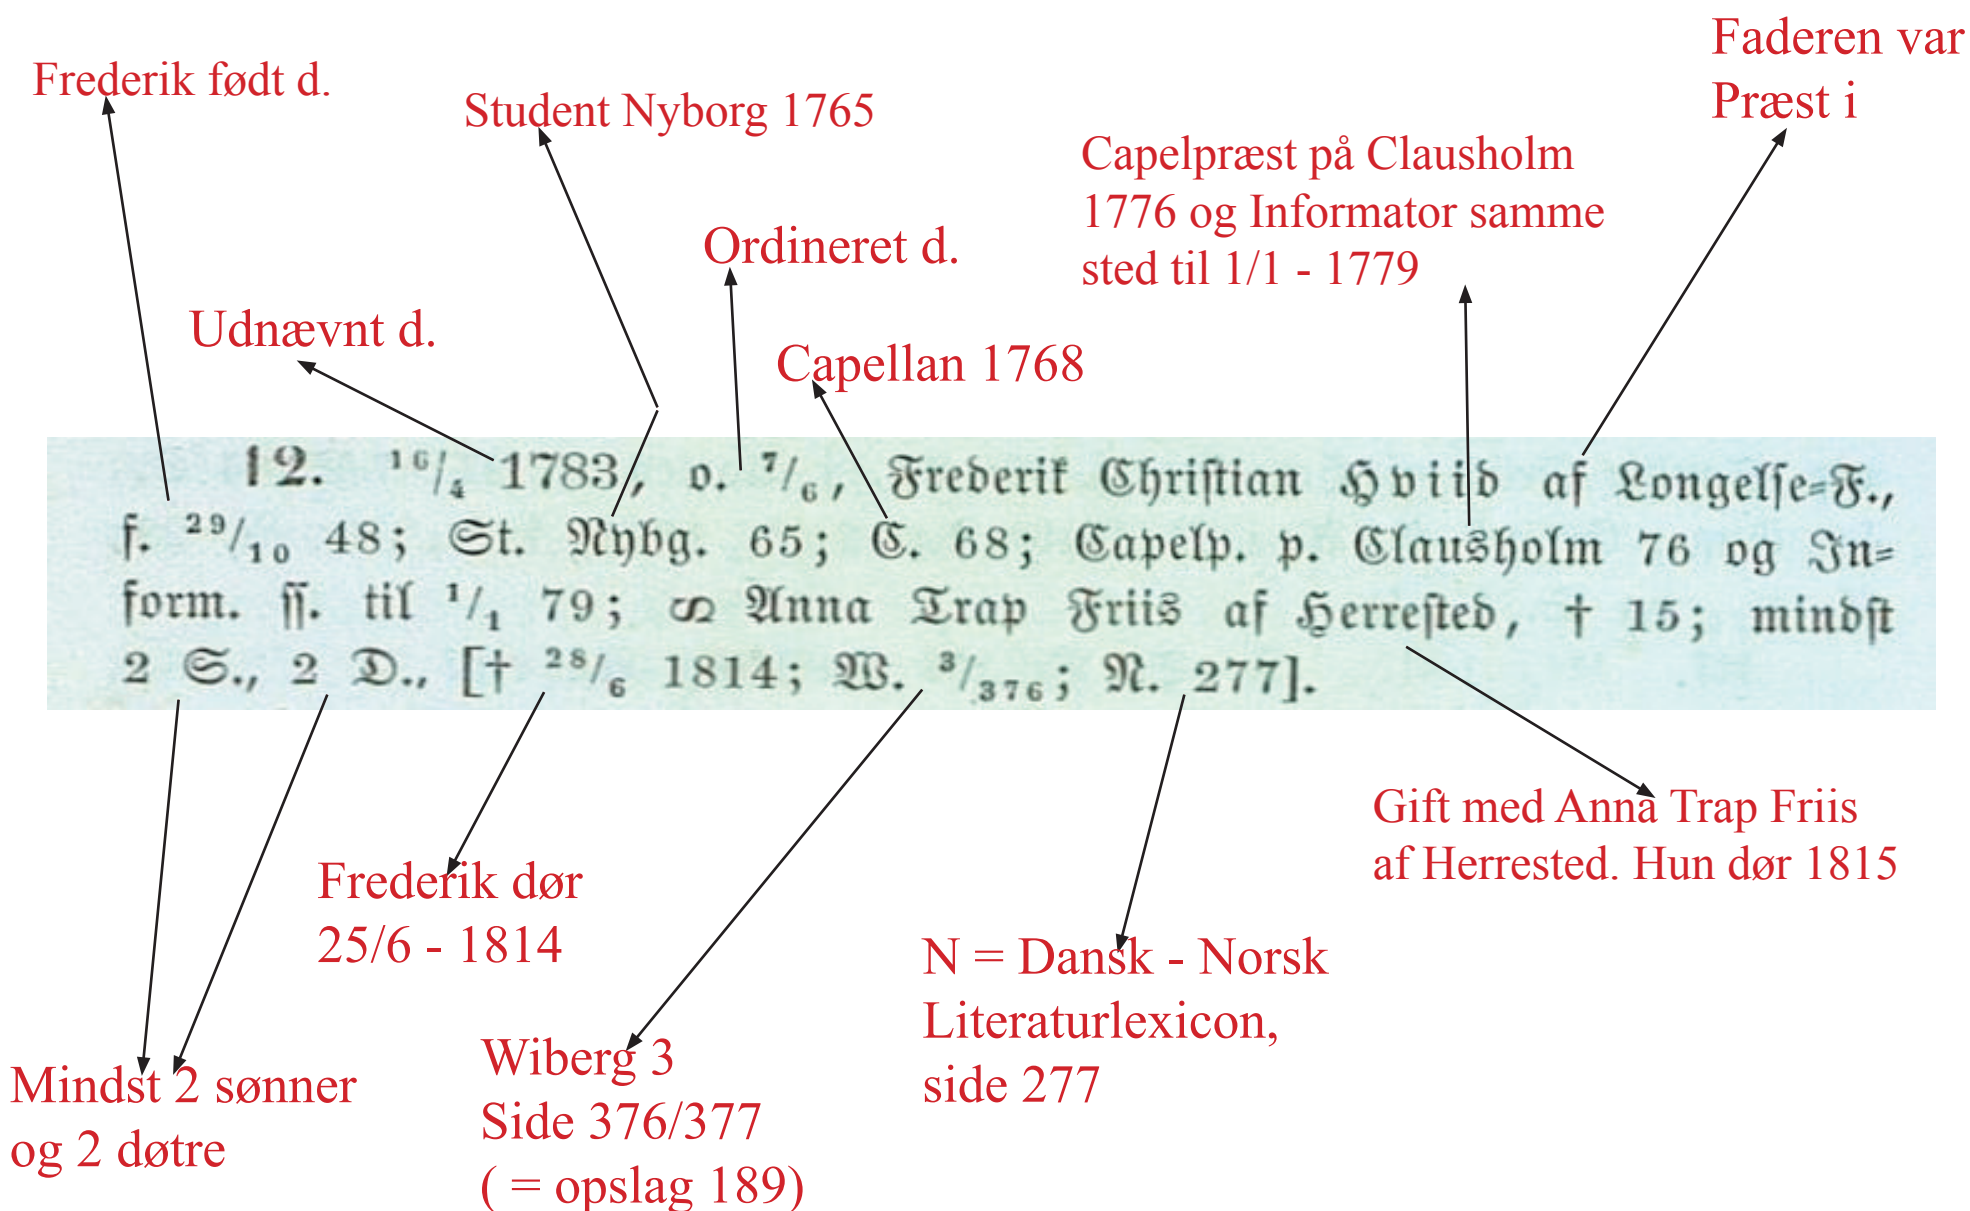 Faderen var
Præst i
Frederik født d.
Student Nyborg 1765
Capelpræst på Clausholm
1776 og Informator samme
sted til 1/1 - 1779
Ordineret d.
Udnævnt d.
Capellan 1768
12. 16/4 1783, o. 7/6, Frederik Christian Hviid af Longelse=F.,
f. 29/10 48; St. Nybg. 65; C. 68; Capelp. p. Clausholm 76 og In=
form. ss. til 1/1 79; ᔕ Anna Trap Friis af Herrested, † 15; mindst
2 S., 2 D., [† 28/6 1814; W. 3/376; N. 277].
Gift med Anna Trap Friis
af Herrested. Hun dør 1815
Frederik dør
25/6 - 1814
N = Dansk - Norsk
Literaturlexicon,
side 277
Wiberg 3
Side 376/377
( = opslag 189)
Mindst 2 sønner
og 2 døtre